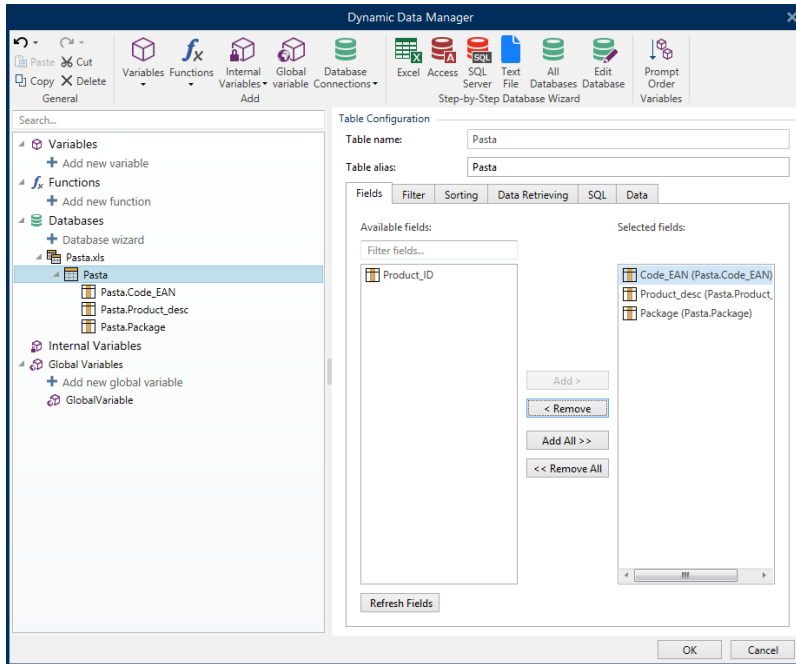 Dynamic Data Manager
Paste Cut
Copy Delete
General
Variables Functions Internal Variables Global variable Database Connections
Add
Excel Access SQL Server Text File All Databases Edit Database
Step-by-Step Database Wizard
Prompt Order
Variables
Search...
Variables
Add new variable
Functions
Add new function
Databases
Database wizard
Pasta.xls
Pasta
Pasta.Code_EAN
Pasta.Product_desc
Pasta.Package
Internal Variables
Global Variables
Add new global variable
GlobalVariable
Table Configuration
Table name: Pasta
Table alias: Pasta
Fields Filter Sorting Data Retrieving SQL Data
Available fields: Selected fields:
Filter fields...
Product_ID
Code_EAN (Pasta.Code_EAN)
Product_desc (Pasta.Product_
Package (Pasta.Package)
Add >
< Remove
Add All >>
<< Remove All
Refresh Fields
OK Cancel